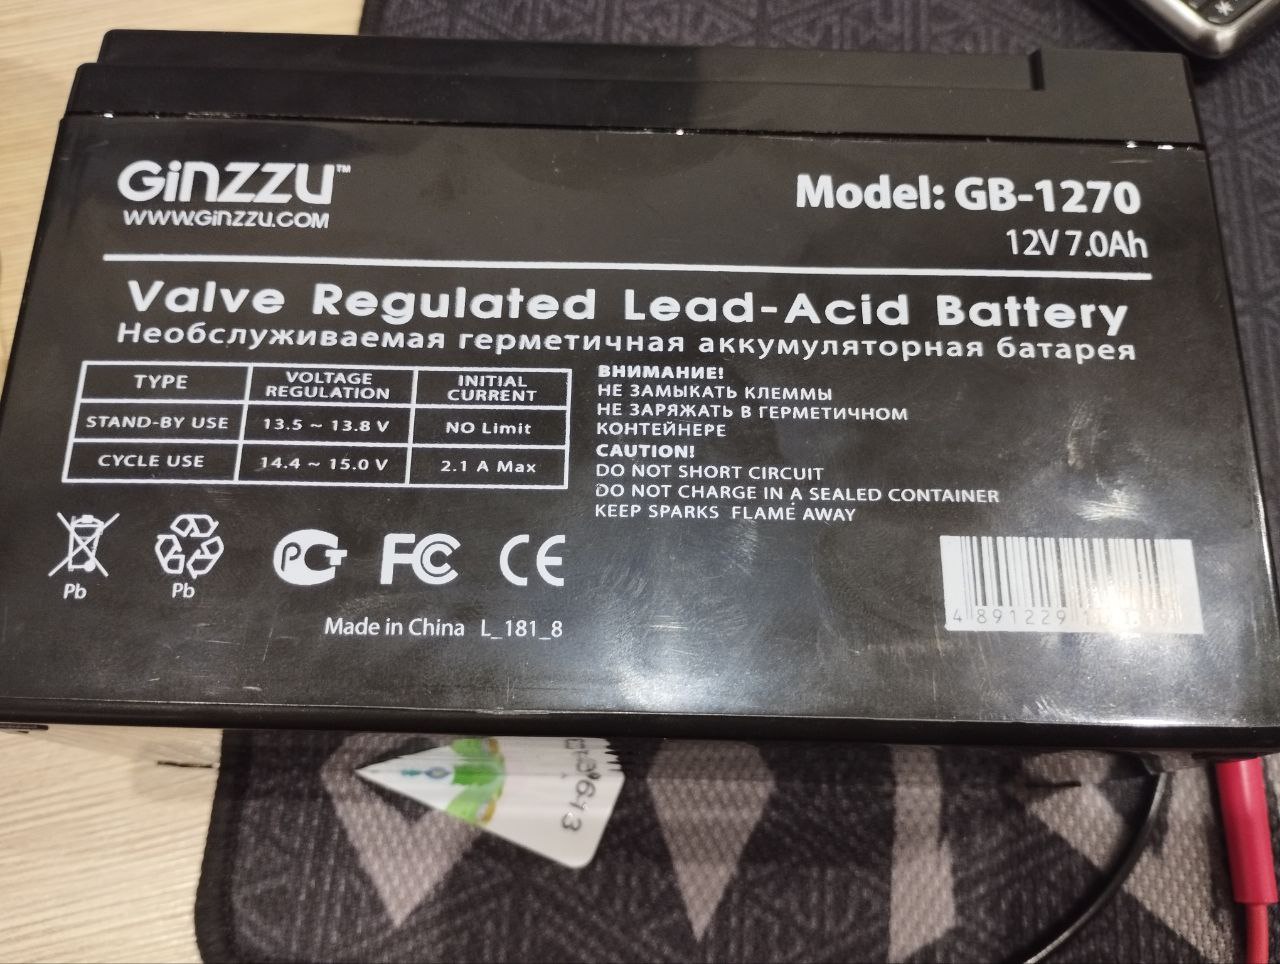 GiNZZU™
WWW.GiNZZU.COM
Model: GB-1270
12V 7.0Ah
Valve Regulated Lead-Acid Battery
Необслуживаемая герметичная аккумуляторная батарея
TYPE VOLTAGE REGULATION INITIAL CURRENT
STAND-BY USE 13.5 ~ 13.8 V NO Limit
CYCLE USE 14.4 ~ 15.0 V 2.1 A Max
ВНИМАНИЕ!
НЕ ЗАМЫКАТЬ КЛЕММЫ
НЕ ЗАРЯЖАТЬ В ГЕРМЕТИЧНОМ
КОНТЕЙНЕРЕ
CAUTION!
DO NOT SHORT CIRCUIT
DO NOT CHARGE IN A SEALED CONTAINER
KEEP SPARKS FLAME AWAY
Pb Pb
РСТ FC CE
Made in China L_181_8
4 891229